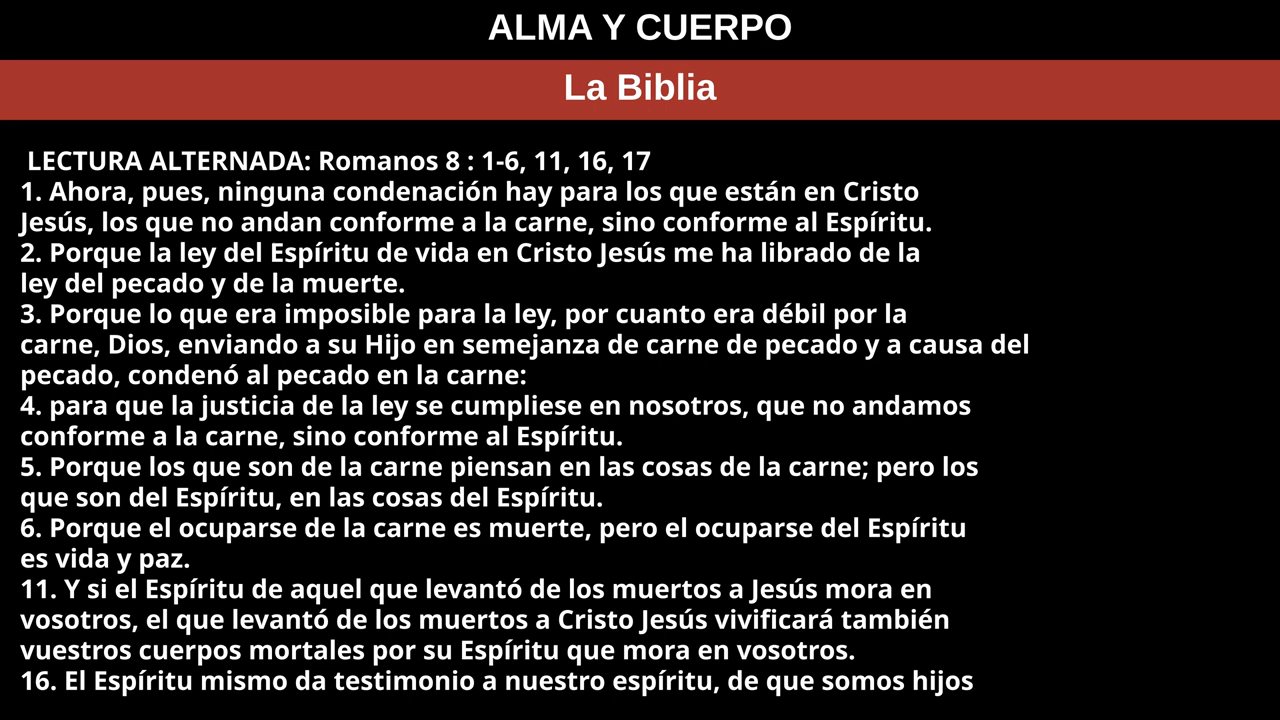 ALMA Y CUERPO
La Biblia
LECTURA ALTERNADA: Romanos 8 : 1-6, 11, 16, 17
1. Ahora, pues, ninguna condenación hay para los que están en Cristo
Jesús, los que no andan conforme a la carne, sino conforme al Espíritu.
2. Porque la ley del Espíritu de vida en Cristo Jesús me ha librado de la
ley del pecado y de la muerte.
3. Porque lo que era imposible para la ley, por cuanto era débil por la
carne, Dios, enviando a su Hijo en semejanza de carne de pecado y a causa del
pecado, condenó al pecado en la carne:
4. para que la justicia de la ley se cumpliese en nosotros, que no andamos
conforme a la carne, sino conforme al Espíritu.
5. Porque los que son de la carne piensan en las cosas de la carne; pero los
que son del Espíritu, en las cosas del Espíritu.
6. Porque el ocuparse de la carne es muerte, pero el ocuparse del Espíritu
es vida y paz.
11. Y si el Espíritu de aquel que levantó de los muertos a Jesús mora en
vosotros, el que levantó de los muertos a Cristo Jesús vivificará también
vuestros cuerpos mortales por su Espíritu que mora en vosotros.
16. El Espíritu mismo da testimonio a nuestro espíritu, de que somos hijos